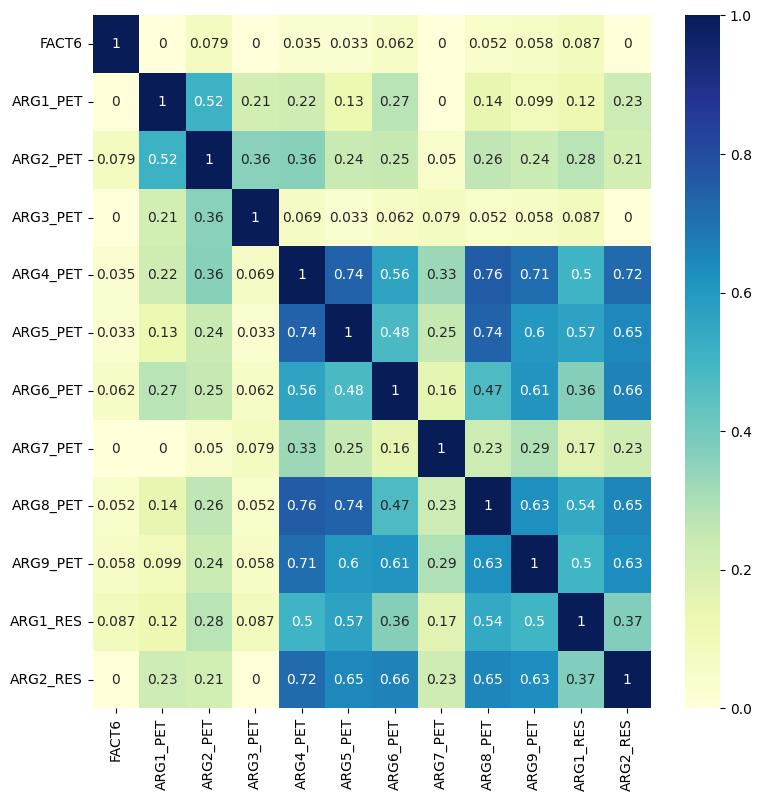 FACT6 1 0 0.079 0 0.035 0.033 0.062 0 0.052 0.058 0.087 0
ARG1_PET 0 1 0.52 0.21 0.22 0.13 0.27 0 0.14 0.099 0.12 0.23
ARG2_PET 0.079 0.52 1 0.36 0.36 0.24 0.25 0.05 0.26 0.24 0.28 0.21
ARG3_PET 0 0.21 0.36 1 0.069 0.033 0.062 0.079 0.052 0.058 0.087 0
ARG4_PET 0.035 0.22 0.36 0.069 1 0.74 0.56 0.33 0.76 0.71 0.5 0.72
ARG5_PET 0.033 0.13 0.24 0.033 0.74 1 0.48 0.25 0.74 0.6 0.57 0.65
ARG6_PET 0.062 0.27 0.25 0.062 0.56 0.48 1 0.16 0.47 0.61 0.36 0.66
ARG7_PET 0 0 0.05 0.079 0.33 0.25 0.16 1 0.23 0.29 0.17 0.23
ARG8_PET 0.052 0.14 0.26 0.052 0.76 0.74 0.47 0.23 1 0.63 0.54 0.65
ARG9_PET 0.058 0.099 0.24 0.058 0.71 0.6 0.61 0.29 0.63 1 0.5 0.63
ARG1_RES 0.087 0.12 0.28 0.087 0.5 0.57 0.36 0.17 0.54 0.5 1 0.37
ARG2_RES 0 0.23 0.21 0 0.72 0.65 0.66 0.23 0.65 0.63 0.37 1
FACT6
ARG1_PET
ARG2_PET
ARG3_PET
ARG4_PET
ARG5_PET
ARG6_PET
ARG7_PET
ARG8_PET
ARG9_PET
ARG1_RES
ARG2_RES
1.0
0.8
0.6
0.4
0.2
0.0